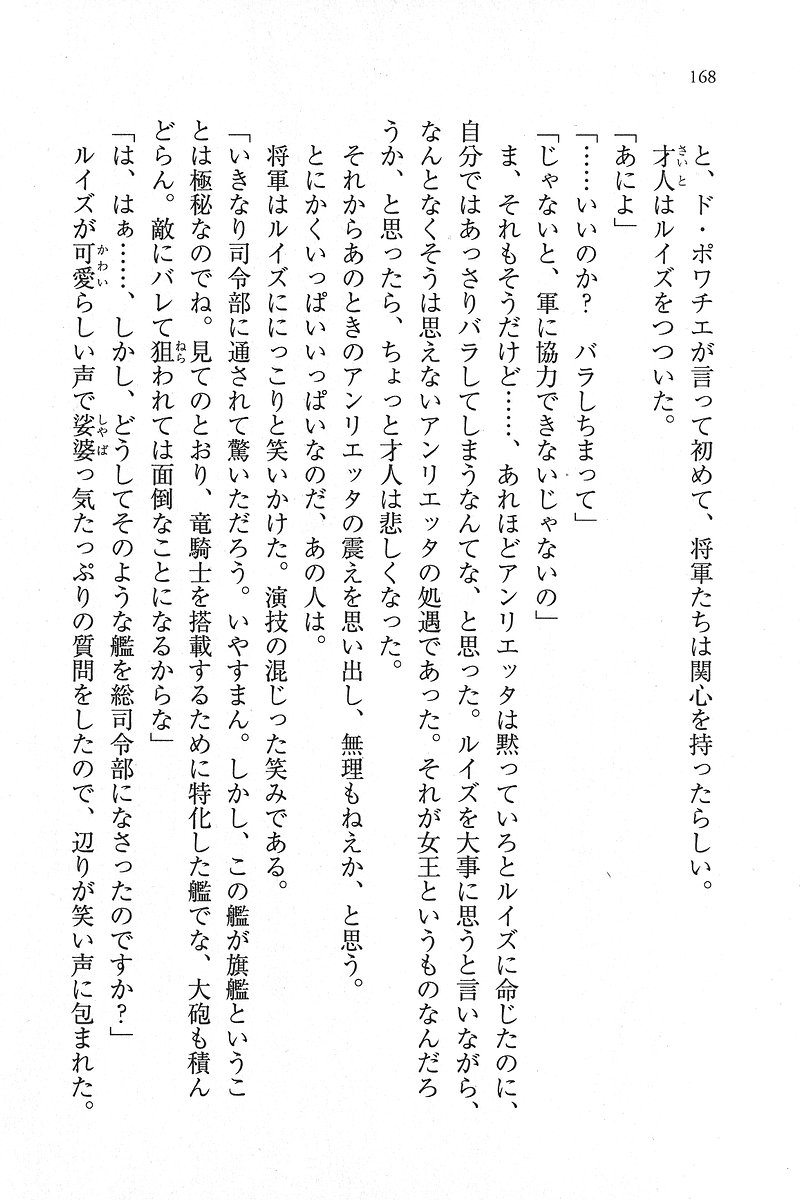 168
と、ド・ポワチエが言って初めて、将軍たちは関心を持ったらしい。
才人はルイズをつついた。
「あによ」
「……いいのか？　バラしちまって」
「じゃないと、軍に協力できないじゃないの」
ま、それもそうだけど……、あれほどアンリエッタは黙っていろとルイズに命じたのに、
自分ではあっさりバラしてしまうなんてな、と思った。ルイズを大事に思うと言いながら、
なんとなくそうは思えないアンリエッタの処遇であった。それが女王というものなんだろ
うか、と思ったら、ちょっと才人は悲しくなった。
それからあのときのアンリエッタの震えを思い出し、無理もねえか、と思う。
とにかくいっぱいいっぱいなのだ、あの人は。
将軍はルイズににっこりと笑いかけた。演技の混じった笑みである。
「いきなり司令部に通されて驚いただろう。いやすまん。しかし、この艦が旗艦というこ
とは極秘なのでね。見てのとおり、竜騎士を搭載するために特化した艦でな、大砲も積ん
どらん。敵にバレて狙われては面倒なことになるからな」
「は、はぁ……、しかし、どうしてそのような艦を総司令部になさったのですか？」
ルイズが可愛らしい声で娑婆っ気たっぷりの質問をしたので、辺りが笑い声に包まれた。